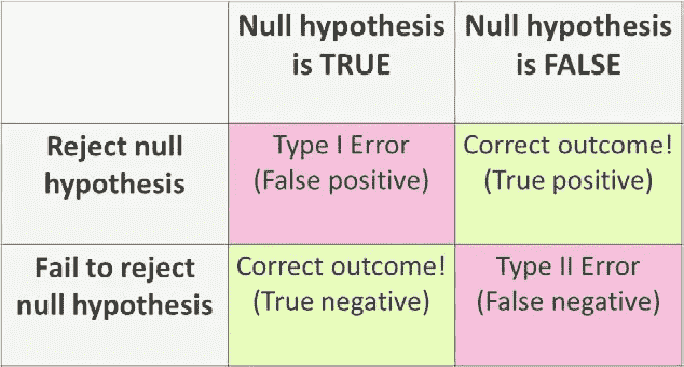 Null hypothesis
is TRUE
Null hypothesis
is FALSE
Reject null
hypothesis
Type I Error
(False positive)
Correct outcome!
(True positive)
Fail to reject
null hypothesis
Correct outcome!
(True negative)
Type II Error
(False negative)